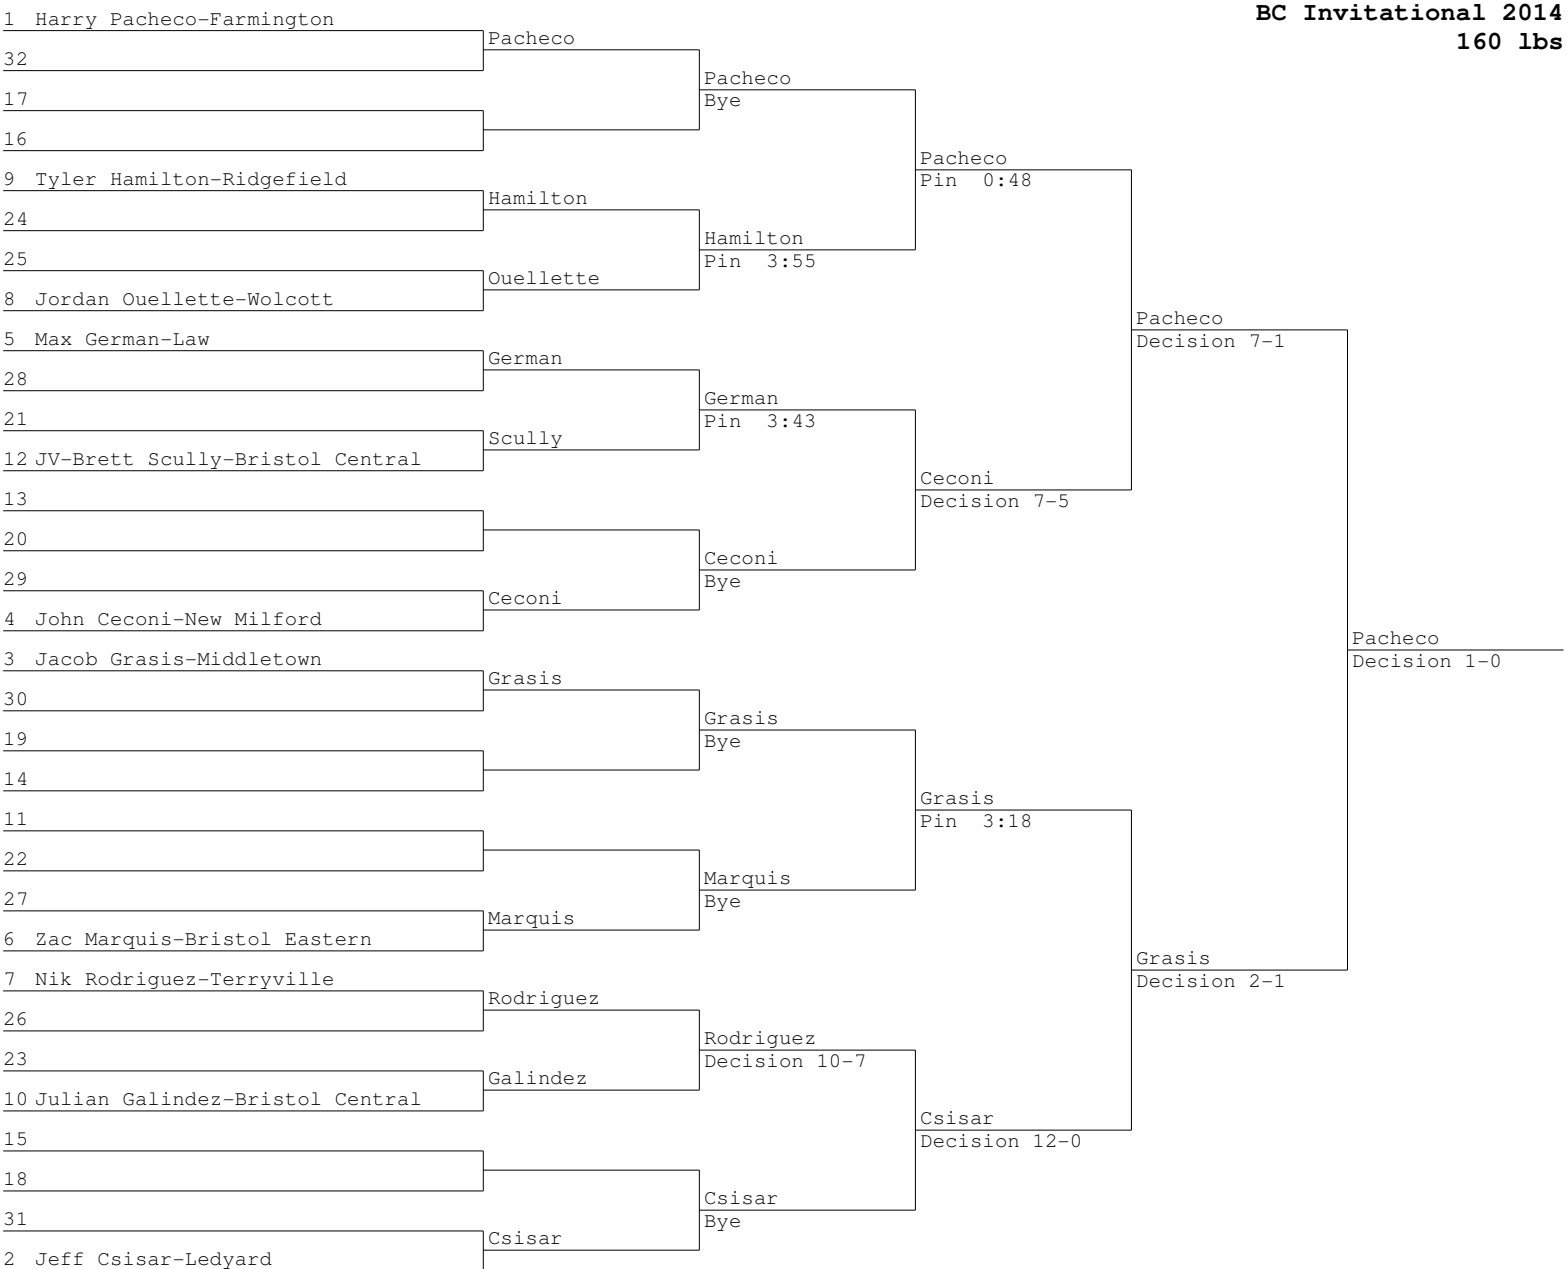 BC Invitational 2014
160 lbs
1 Harry Pacheco-Farmington
32
17
16
9 Tyler Hamilton-Ridgefield
24
25
8 Jordan Ouellette-Wolcott
5 Max German-Law
28
21
12 JV-Brett Scully-Bristol Central
13
20
29
4 John Ceconi-New Milford
3 Jacob Grasis-Middletown
30
19
14
11
22
27
6 Zac Marquis-Bristol Eastern
7 Nik Rodriguez-Terryville
26
23
10 Julian Galindez-Bristol Central
15
18
31
2 Jeff Csisar-Ledyard
Pacheco
Hamilton
Ouellette
German
Scully
Ceconi
Grasis
Marquis
Rodriguez
Galindez
Csisar
Pacheco
Bye
Hamilton
Pin 3:55
German
Pin 3:43
Ceconi
Bye
Grasis
Bye
Marquis
Bye
Rodriguez
Decision 10-7
Csisar
Bye
Pacheco
Pin 0:48
Ceconi
Decision 7-5
Grasis
Pin 3:18
Csisar
Decision 12-0
Pacheco
Decision 7-1
Grasis
Decision 2-1
Pacheco
Decision 1-0